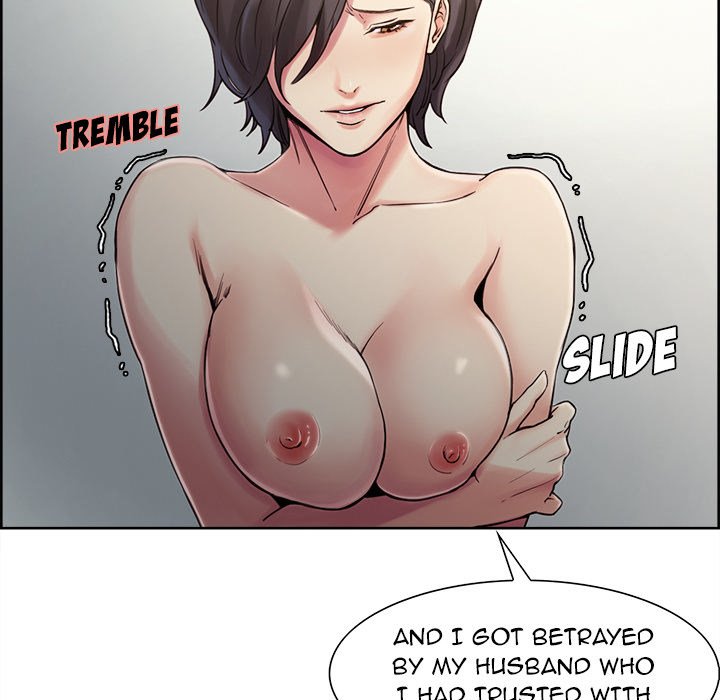 TREMBLE
SLIDE
AND I GOT BETRAYED
BY MY HUSBAND WHO
I HAD TRUSTED WITH